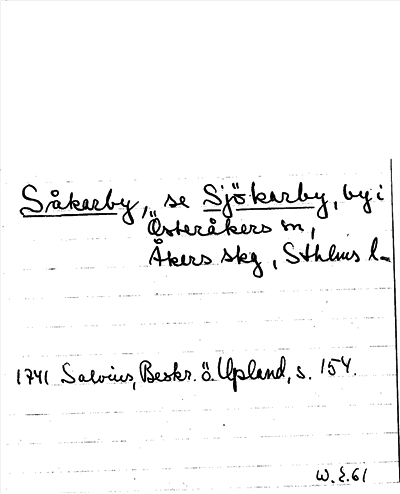 Såkarby, se Sjökarby, by i
Österåkers sn,
Åkers skg, Sthlms l-
1741 Salvius, Beskr. ö. Upland, s. 154.
W.E.61